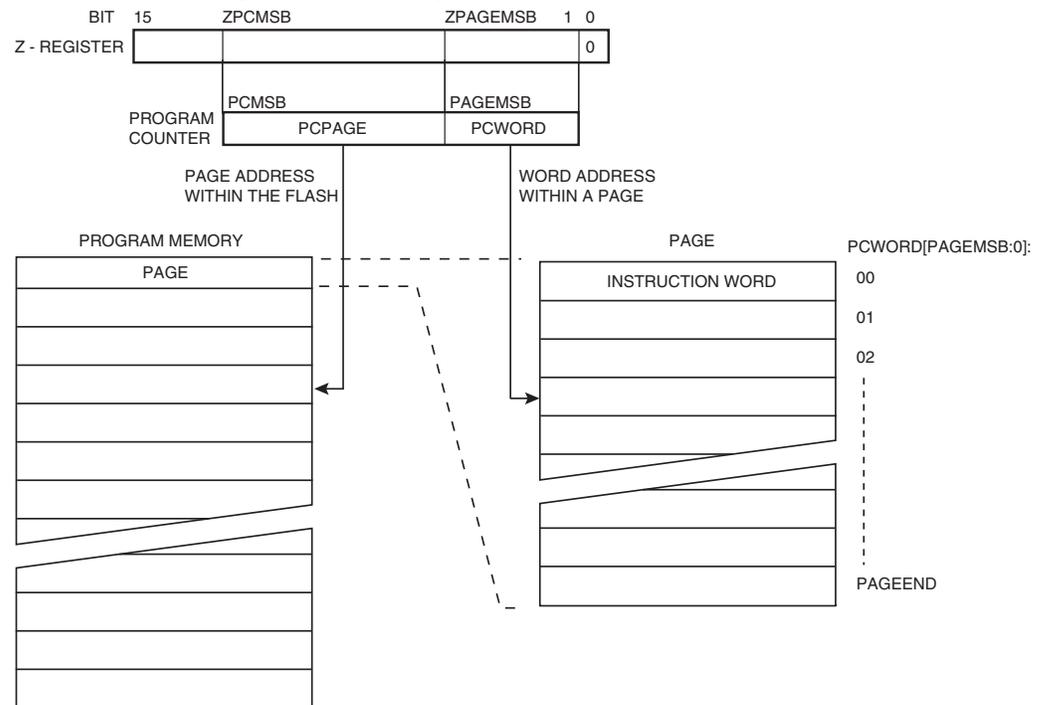 BIT 15 ZPCMSB ZPAGEMSB 1 0
Z - REGISTER 0
PCMSB PAGEMSB
PROGRAM
COUNTER
PCPAGE PCWORD
PAGE ADDRESS
WITHIN THE FLASH
WORD ADDRESS
WITHIN A PAGE
PROGRAM MEMORY
PAGE
PAGE
INSTRUCTION WORD
PCWORD[PAGEMSB:0]:
00
01
02
PAGEEND